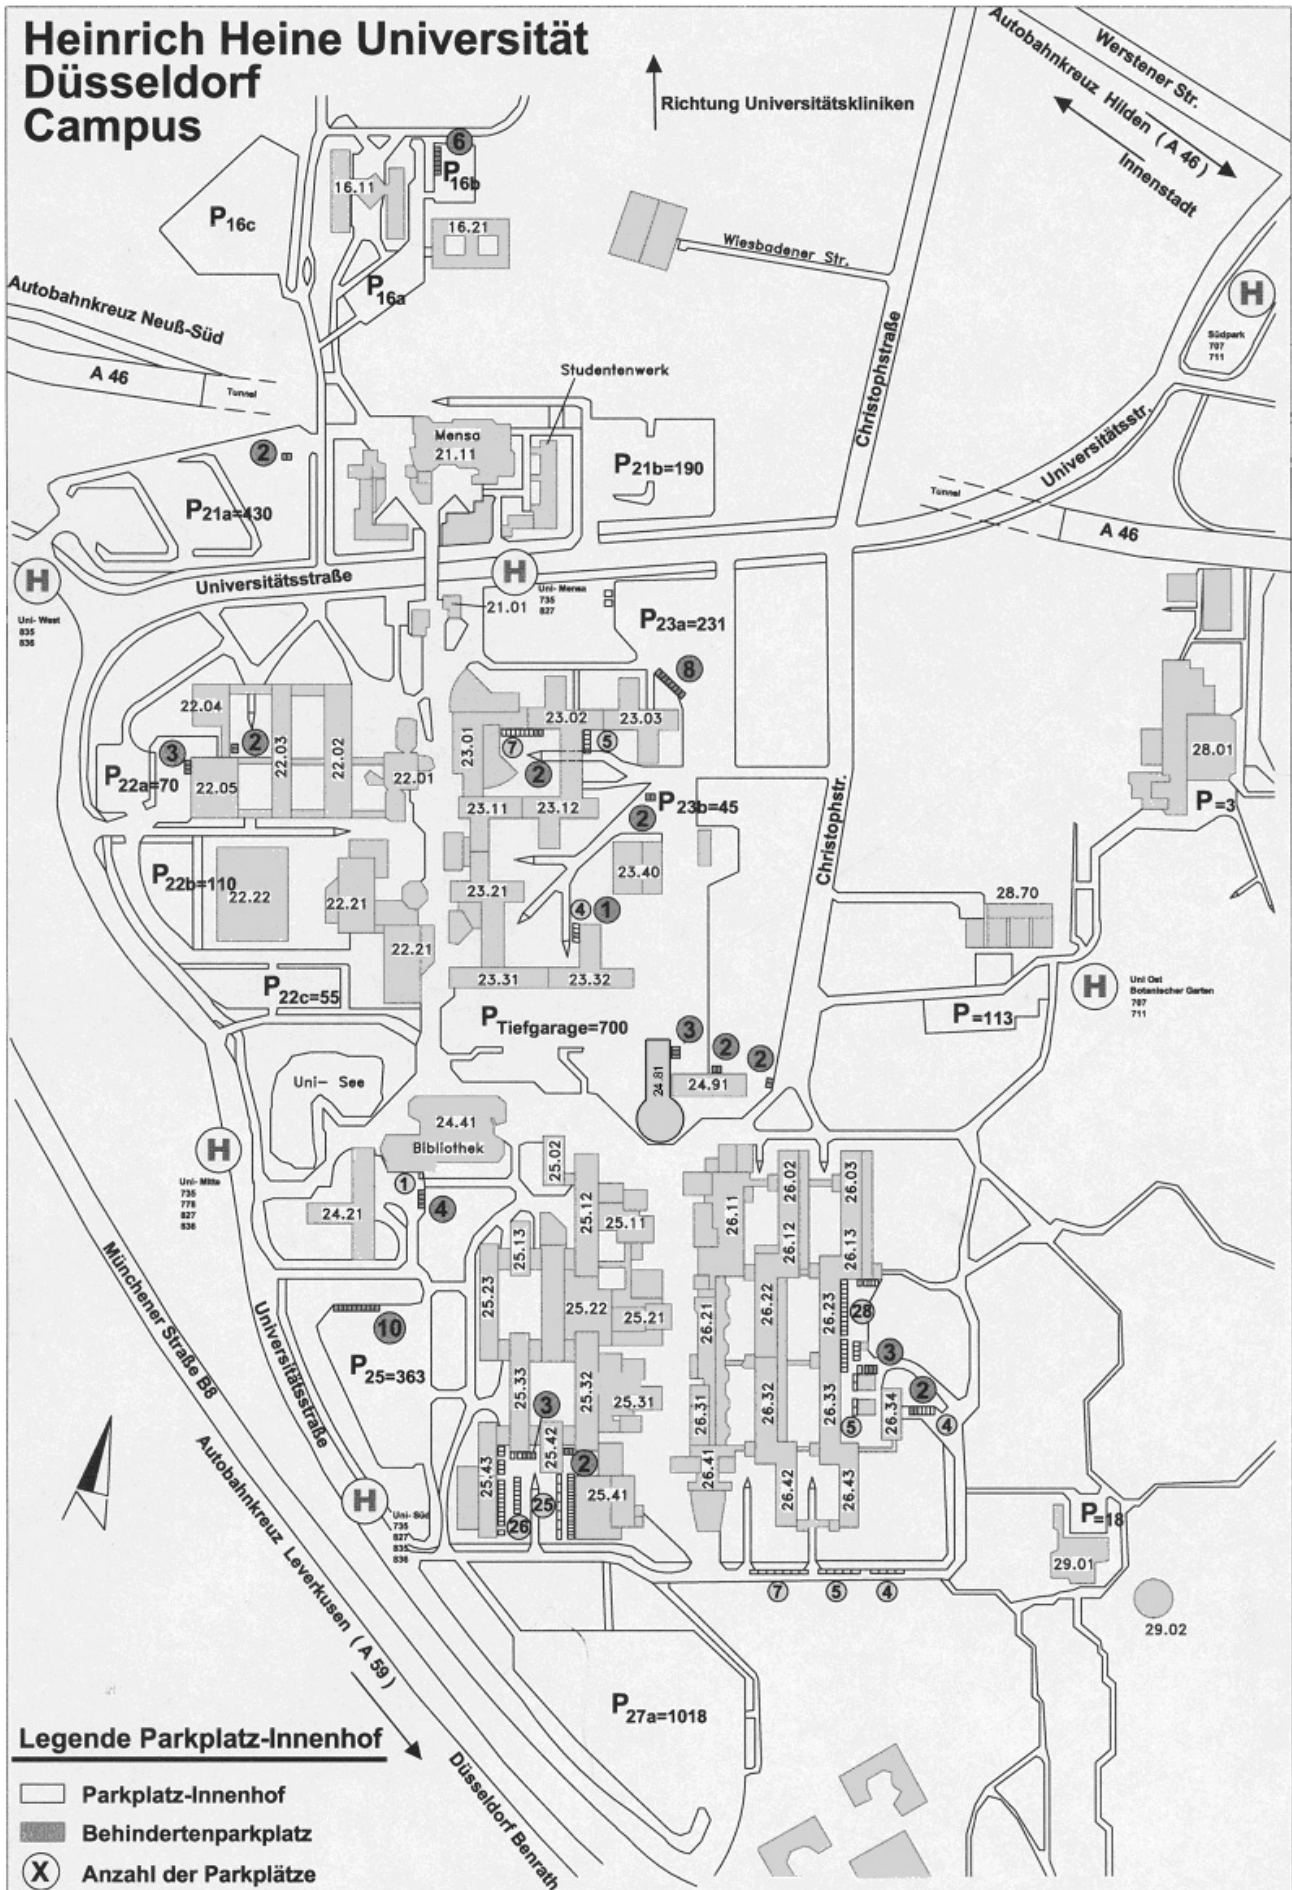 Heinrich Heine Universität
Düsseldorf
Campus
Richtung Universitätskliniken
Werstener Str.
Autobahnkreuz Hilden (A 46)
Innenstadt
6
P16b
16.11
P16c
16.21
P16a
Wiesbadener Str.
H
Südpark
707
711
Autobahnkreuz Neuß-Süd
A 46
Tunnel
Christophstraße
Studentenwerk
Mensa
21.11
2
P21b=190
P21a=430
Universitätsstr.
Tunnel
A 46
H
Uni- West
835
836
Universitätsstraße
H
Uni- Mensa
735
827
21.01
P23a=231
8
22.04
22.03
22.02
22.01
22.05
3
2
P22a=70
23.01
23.02
23.03
7
5
2
23.11
23.12
P23b=45
2
28.01
P=3
Christophstr.
P22b=110
22.22
22.21
22.21
23.21
23.40
4
1
28.70
23.31
23.32
P22c=55
PTiefgarage=700
H
Uni Ost
Botanischer Garten
707
711
P=113
3
2
2
24.81
24.91
Uni- See
24.41
Bibliothek
H
Uni- Mitte
735
778
827
836
1
4
24.21
25.02
25.12
25.11
25.13
25.23
25.22
25.21
26.11
26.02
26.03
26.12
26.13
26.21
26.22
26.23
28
10
P25=363
25.33
25.32
25.31
3
26.31
26.32
26.33
3
2
5
26.34
4
25.43
25.42
2
25.41
25
26
26.41
26.42
26.43
Münchener Straße B8
Universitätsstraße
Autobahnkreuz Leverkusen (A 59)
H
Uni- Süd
735
827
835
836
7
5
4
P=18
29.01
29.02
P27a=1018
Düsseldorf Benrath
Legende Parkplatz-Innenhof
Parkplatz-Innenhof
Behindertenparkplatz
X Anzahl der Parkplätze